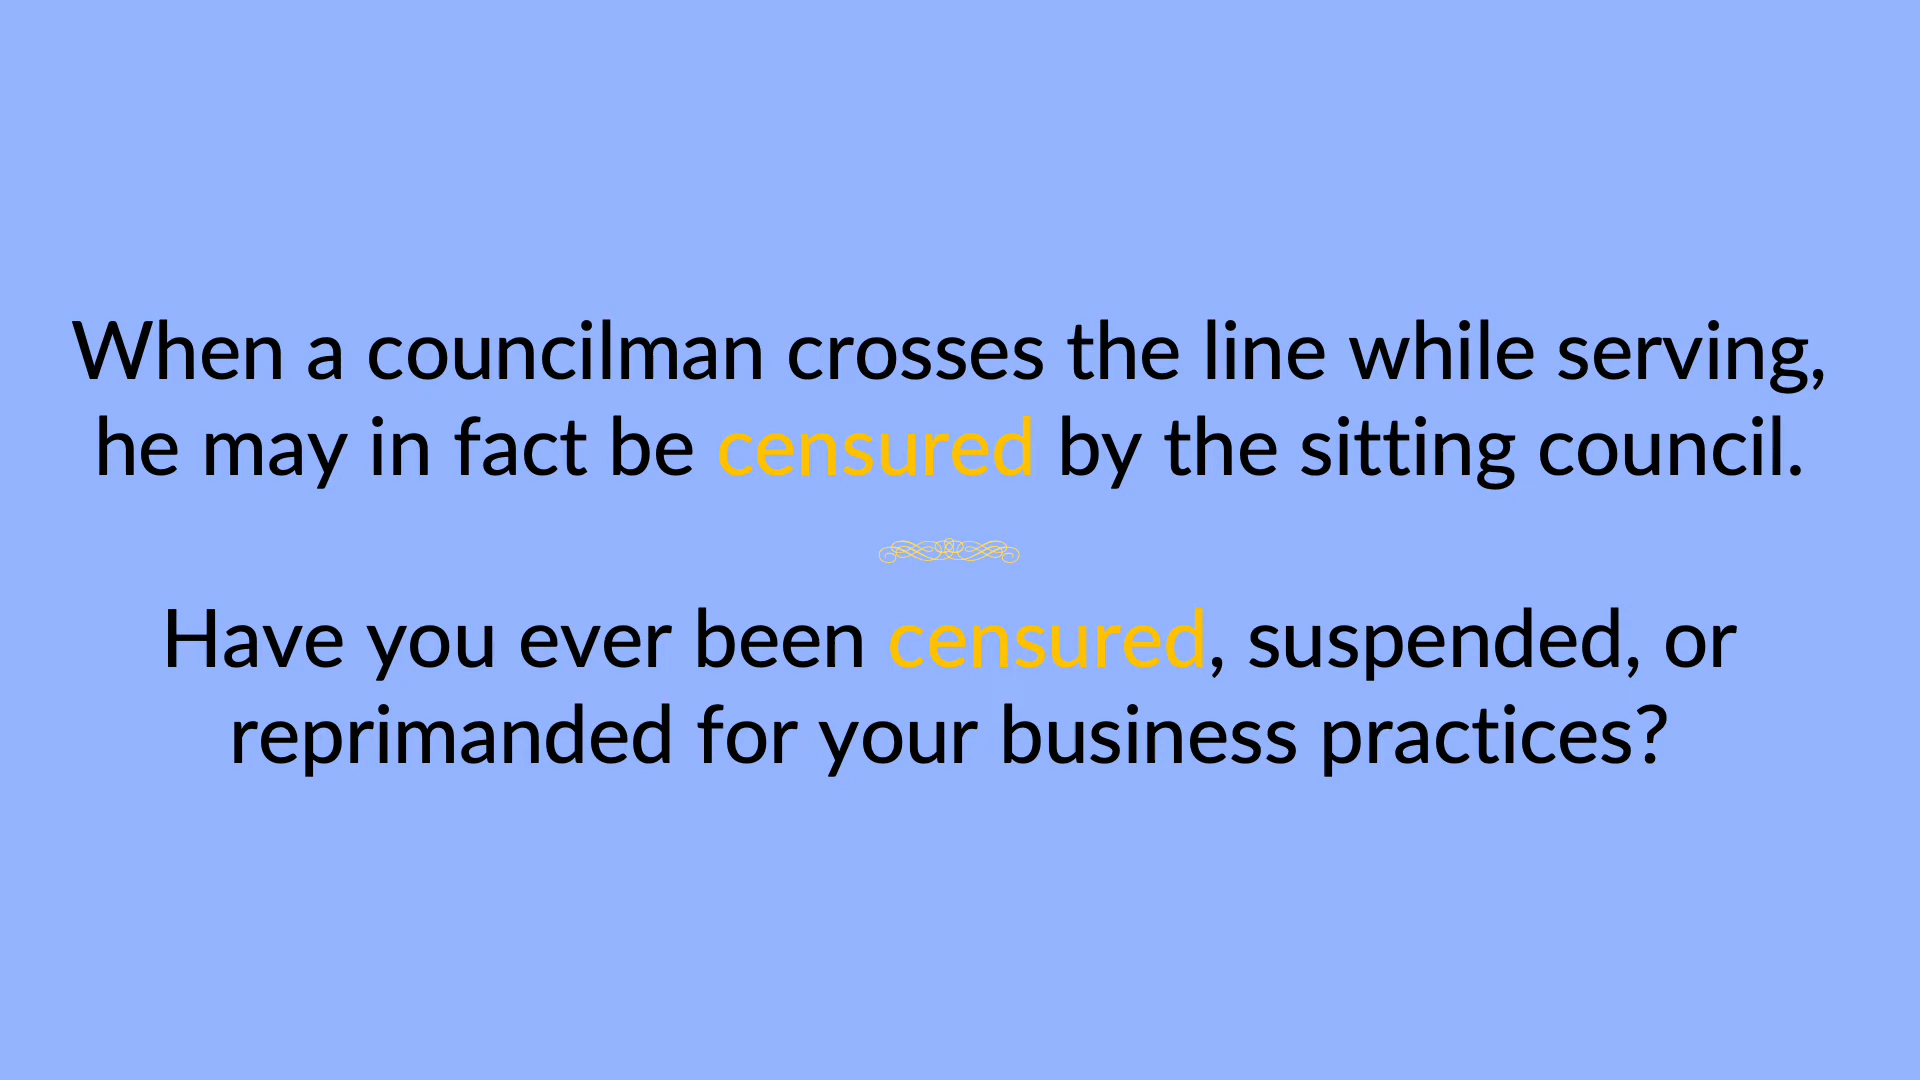 When a councilman crosses the line while serving,
he may in fact be censured by the sitting council.
Have you ever been censured, suspended, or
reprimanded for your business practices?